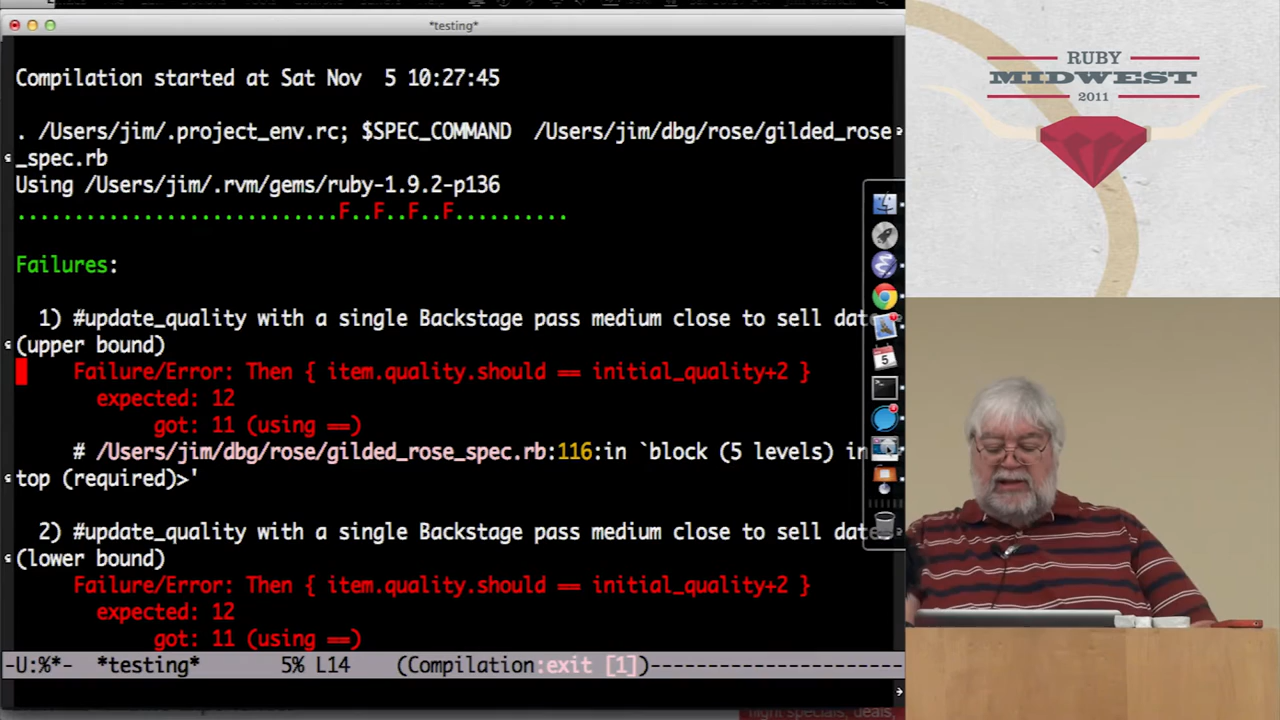 *testing*
Compilation started at Sat Nov  5 10:27:45
. /Users/jim/.project_env.rc; $SPEC_COMMAND  /Users/jim/dbg/rose/gilded_rose
_spec.rb
Using /Users/jim/.rvm/gems/ruby-1.9.2-p136
............................F..F..F..F..........
Failures:
1) #update_quality with a single Backstage pass medium close to sell date
(upper bound)
Failure/Error: Then { item.quality.should == initial_quality+2 }
expected: 12
got: 11 (using ==)
# /Users/jim/dbg/rose/gilded_rose_spec.rb:116:in `block (5 levels) in
top (required)>'
2) #update_quality with a single Backstage pass medium close to sell date
(lower bound)
Failure/Error: Then { item.quality.should == initial_quality+2 }
expected: 12
got: 11 (using ==)
-U:%*-  *testing*       5% L14    (Compilation:exit [1])----------------------
night specials, deals,
RUBY
MIDWEST
2011
5